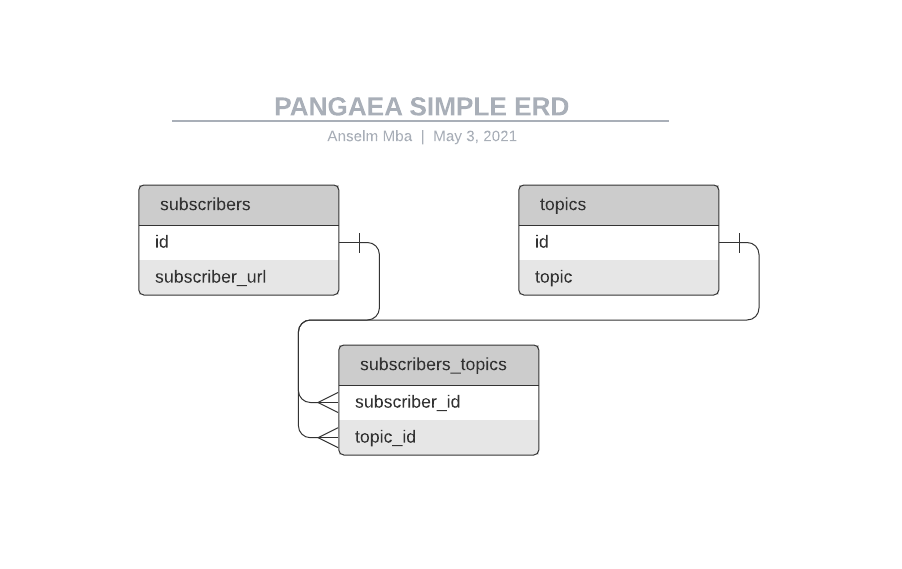 PANGAEA SIMPLE ERD
Anselm Mba | May 3, 2021
subscribers
id
subscriber_url
topics
id
topic
subscribers_topics
subscriber_id
topic_id